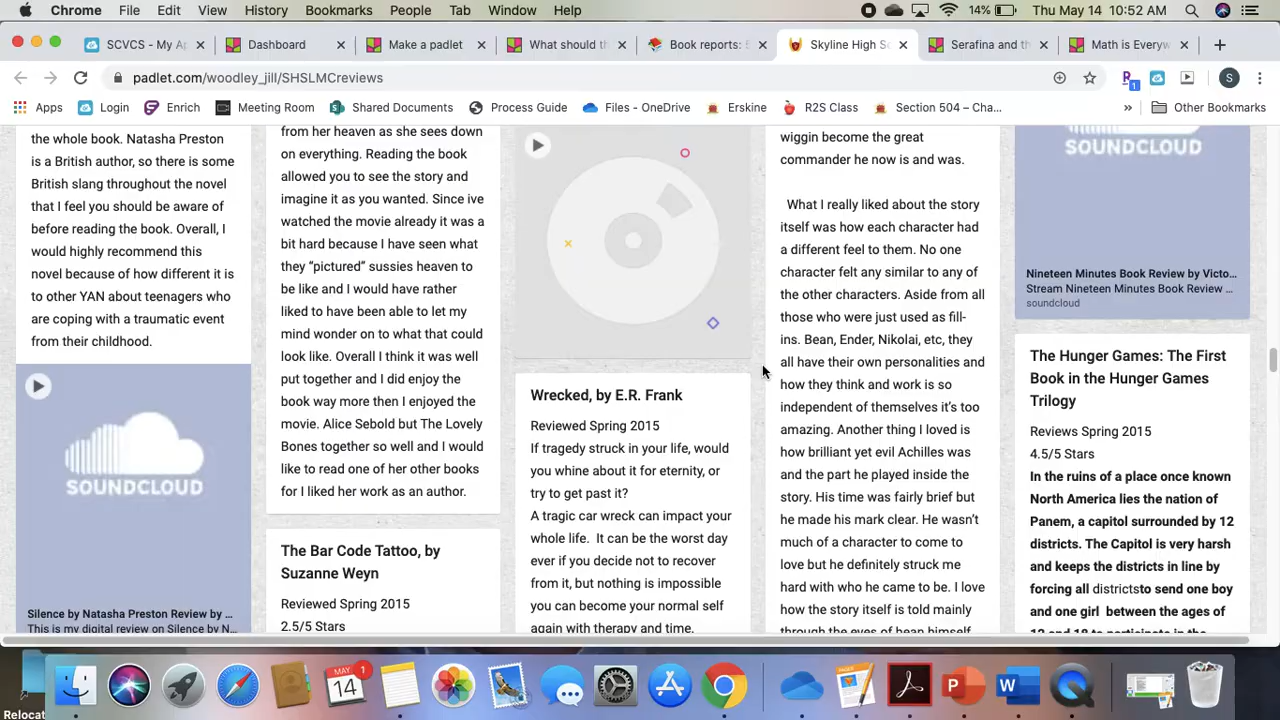 Chrome File Edit View History Bookmarks People Tab Window Help 14% Thu May 14 10:52 AM
SCVCS - My Ap
Dashboard
Make a padlet
What should th
Book reports: E
Skyline High Sc
Serafina and th
Math is Everyw
padlet.com/woodley_jill/SHSLMCreviews
R 1 S
Apps Login Enrich Meeting Room Shared Documents Process Guide Files - OneDrive Erskine R2S Class Section 504 – Cha... » Other Bookmarks
the whole book. Natasha Preston
is a British author, so there is some
British slang throughout the novel
that I feel you should be aware of
before reading the book. Overall, I
would highly recommend this
novel because of how different it is
to other YAN about teenagers who
are coping with a traumatic event
from their childhood.
SOUNDCLOUD
Silence by Natasha Preston Review by ...
This is my digital review on Silence by N...
from her heaven as she sees down
on everything. Reading the book
allowed you to see the story and
imagine it as you wanted. Since ive
watched the movie already it was a
bit hard because I have seen what
they “pictured” sussies heaven to
be like and I would have rather
liked to have been able to let my
mind wonder on to what that could
look like. Overall I think it was well
put together and I did enjoy the
book way more then I enjoyed the
movie. Alice Sebold but The Lovely
Bones together so well and I would
like to read one of her other books
for I liked her work as an author.
The Bar Code Tattoo, by
Suzanne Weyn
Reviewed Spring 2015
2.5/5 Stars
Wrecked, by E.R. Frank
Reviewed Spring 2015
If tragedy struck in your life, would
you whine about it for eternity, or
try to get past it?
A tragic car wreck can impact your
whole life. It can be the worst day
ever if you decide not to recover
from it, but nothing is impossible
you can become your normal self
again with therapy and time.
wiggin become the great
commander he now is and was.
What I really liked about the story
itself was how each character had
a different feel to them. No one
character felt any similar to any of
the other characters. Aside from all
those who were just used as fill-
ins. Bean, Ender, Nikolai, etc, they
all have their own personalities and
how they think and work is so
independent of themselves it’s too
amazing. Another thing I loved is
how brilliant yet evil Achilles was
and the part he played inside the
story. His time was fairly brief but
he made his mark clear. He wasn’t
much of a character to come to
love but he definitely struck me
hard with who he came to be. I love
how the story itself is told mainly
through the eyes of bean himself
SOUNDCLOUD
Nineteen Minutes Book Review by Victo...
Stream Nineteen Minutes Book Review ...
soundcloud
The Hunger Games: The First
Book in the Hunger Games
Trilogy
Reviews Spring 2015
4.5/5 Stars
In the ruins of a place once known
North America lies the nation of
Panem, a capitol surrounded by 12
districts. The Capitol is very harsh
and keeps the districts in line by
forcing all districtsto send one boy
and one girl between the ages of
12 and 18 to participate in the
MAY 14 1
PAGES
P
W
Relocat